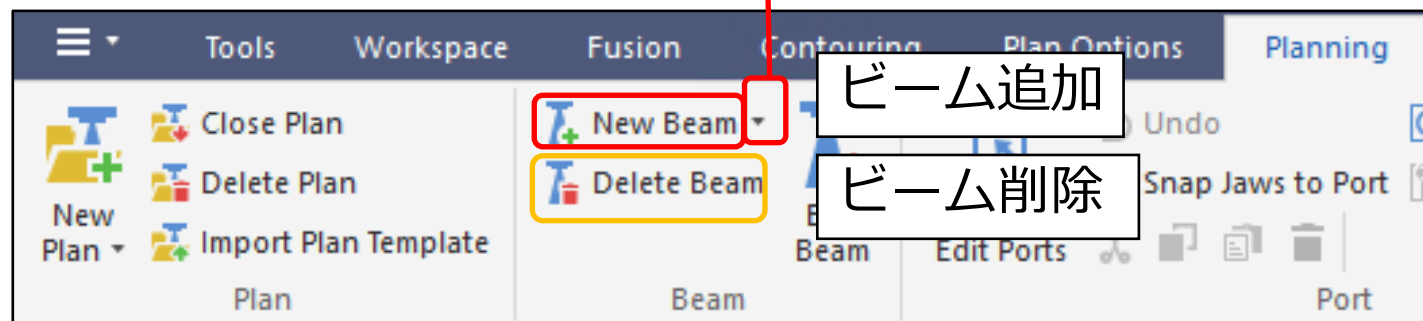 Tools Workspace Fusion Contouring Plan Options Planning
ビーム追加
Close Plan New Beam Undo
Delete Plan Delete Beam ビーム削除 Snap Jaws to Port
New
Plan Import Plan Template Beam Edit Ports
Plan Beam Port